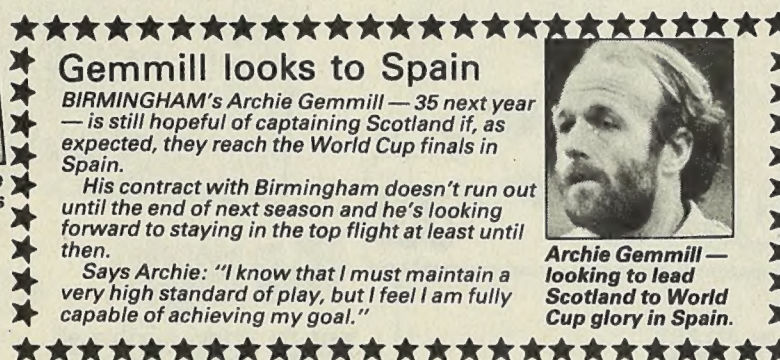 Gemmill looks to Spain
BIRMINGHAM's Archie Gemmill — 35 next year
— is still hopeful of captaining Scotland if, as
expected, they reach the World Cup finals in
Spain.
His contract with Birmingham doesn't run out
until the end of next season and he's looking
forward to staying in the top flight at least until
then.
Says Archie: "I know that I must maintain a
very high standard of play, but I feel I am fully
capable of achieving my goal."
Archie Gemmill —
looking to lead
Scotland to World
Cup glory in Spain.